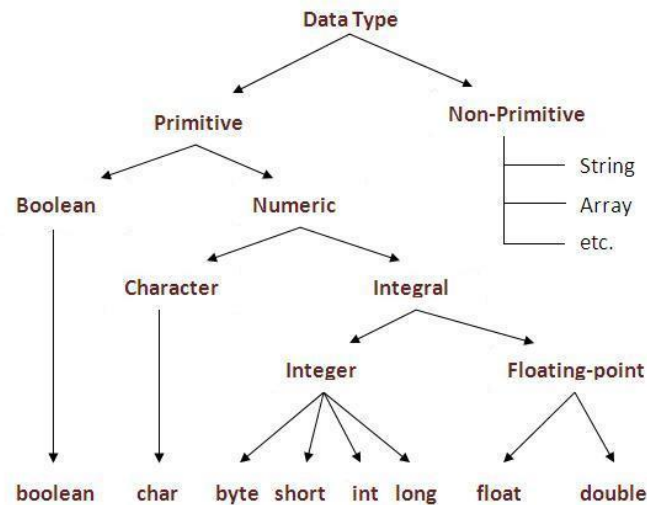 Data Type
Primitive
Non-Primitive
String
Array
etc.
Boolean
Numeric
Character
Integral
Integer
Floating-point
boolean char byte short int long float double